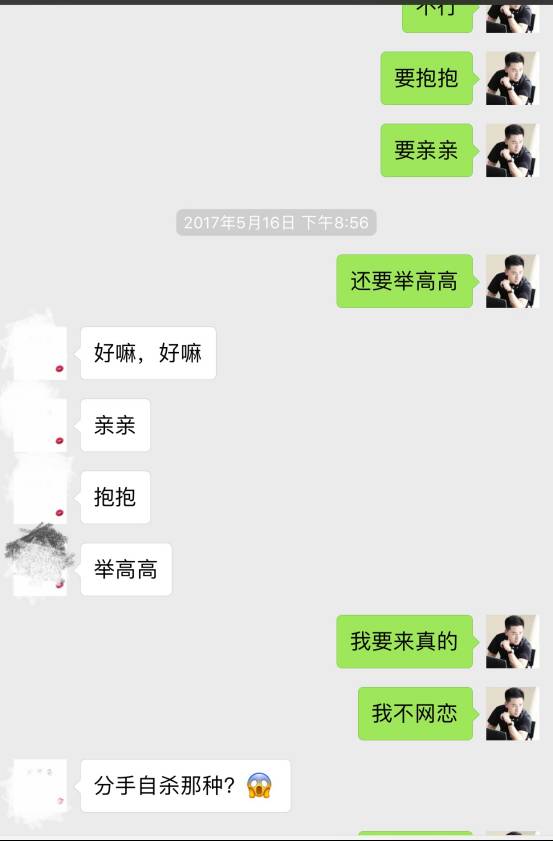 不行
要抱抱
要亲亲
2017年5月16日 下午8:56
还要举高高
好嘛，好嘛
亲亲
抱抱
举高高
我要来真的
我不网恋
分手自杀那种？😱